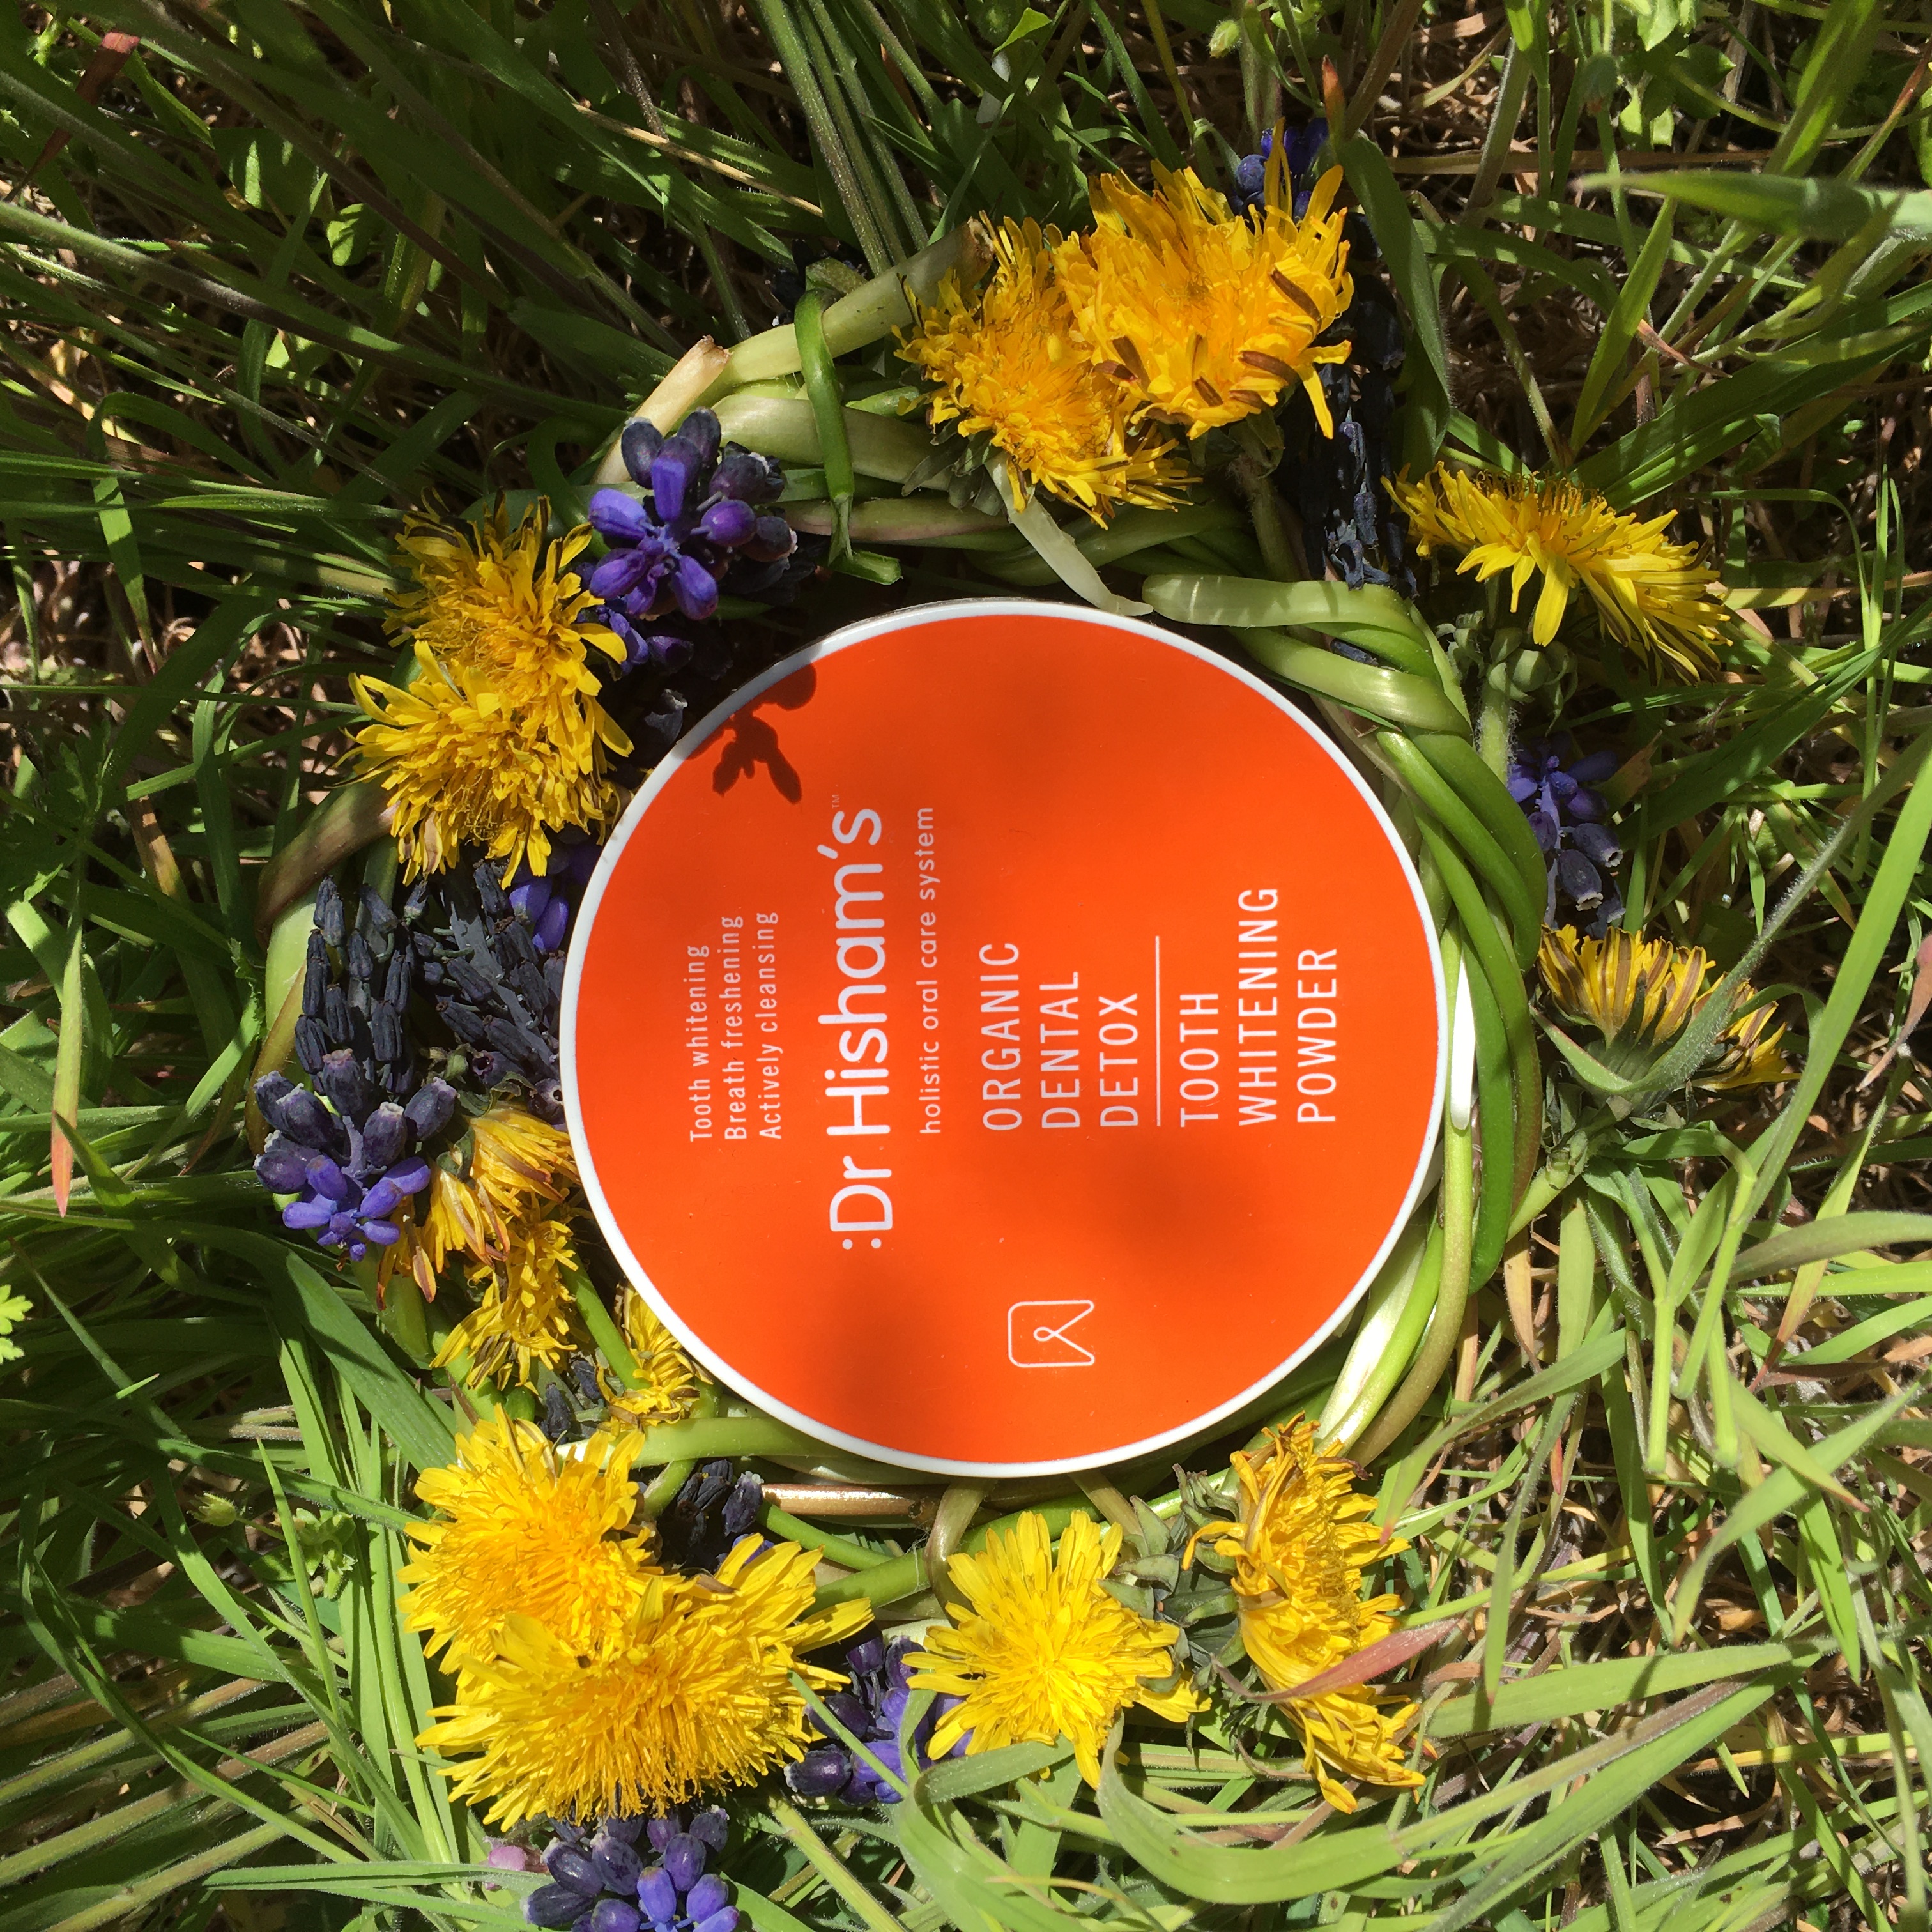 Tooth whitening
Breath freshening
Actively cleansing
:Dr Hisham's™
holistic oral care system
ORGANIC
DENTAL
DETOX
TOOTH
WHITENING
POWDER